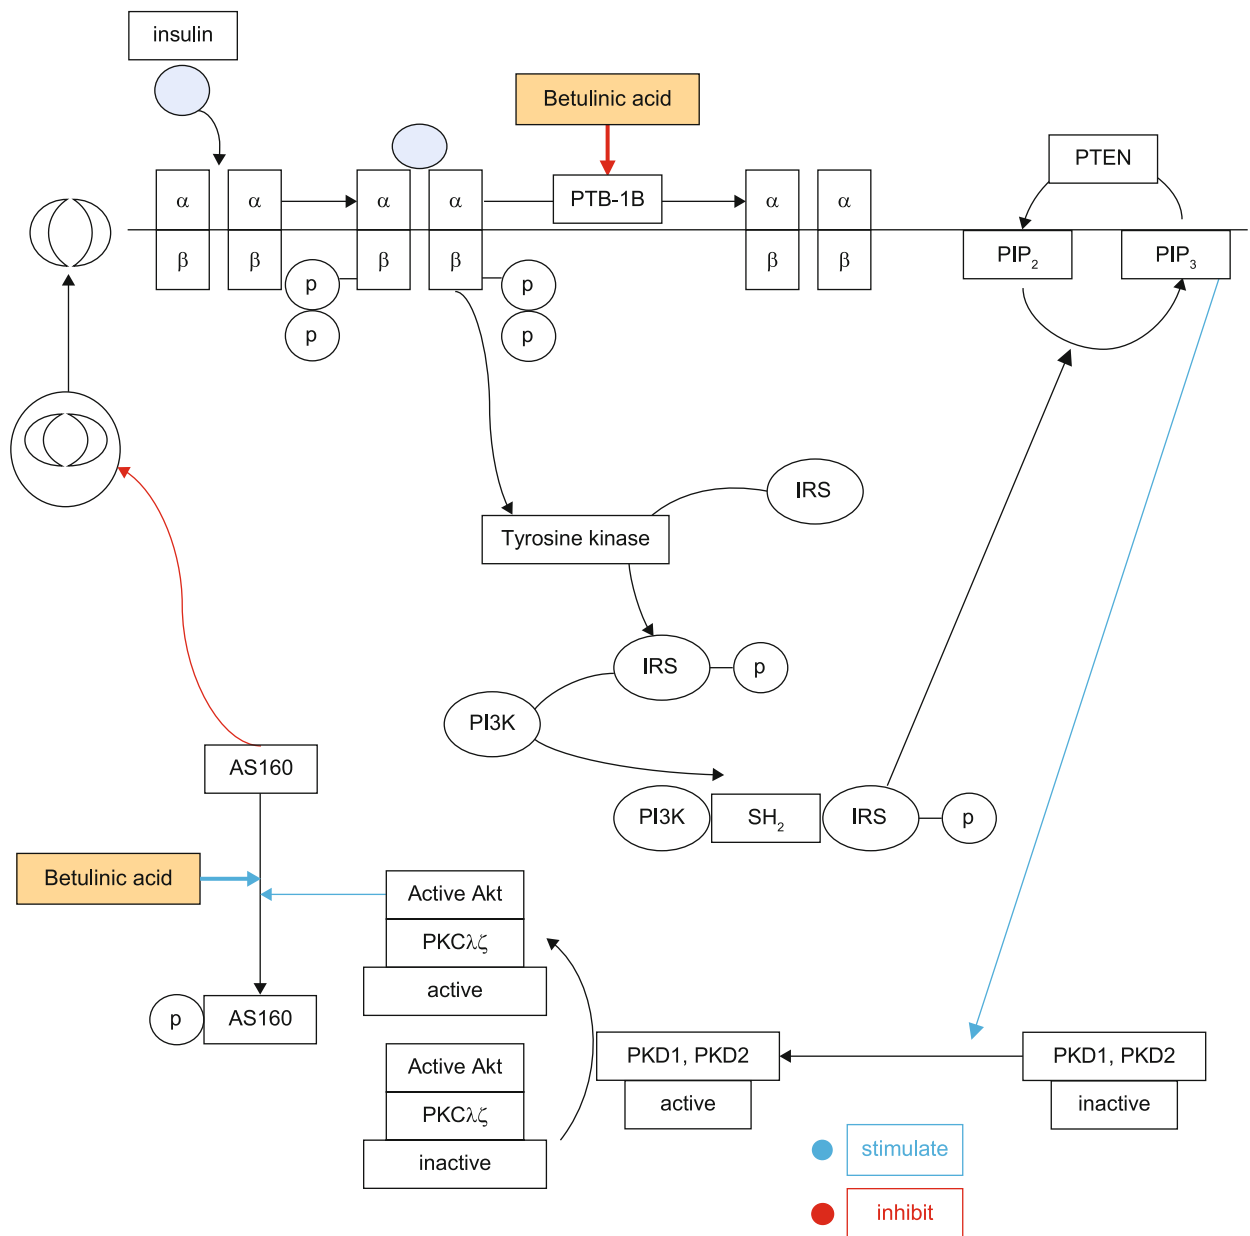 insulin
Betulinic acid
PTEN
α α α α PTB-1B α α
β β β β β β PIP2 PIP3
p p
p p
IRS
Tyrosine kinase
IRS p
PI3K
AS160
PI3K SH2 IRS p
Betulinic acid
Active Akt
PKCλζ
active
p AS160
Active Akt
PKCλζ
inactive
PKD1, PKD2 PKD1, PKD2
active inactive
stimulate
inhibit